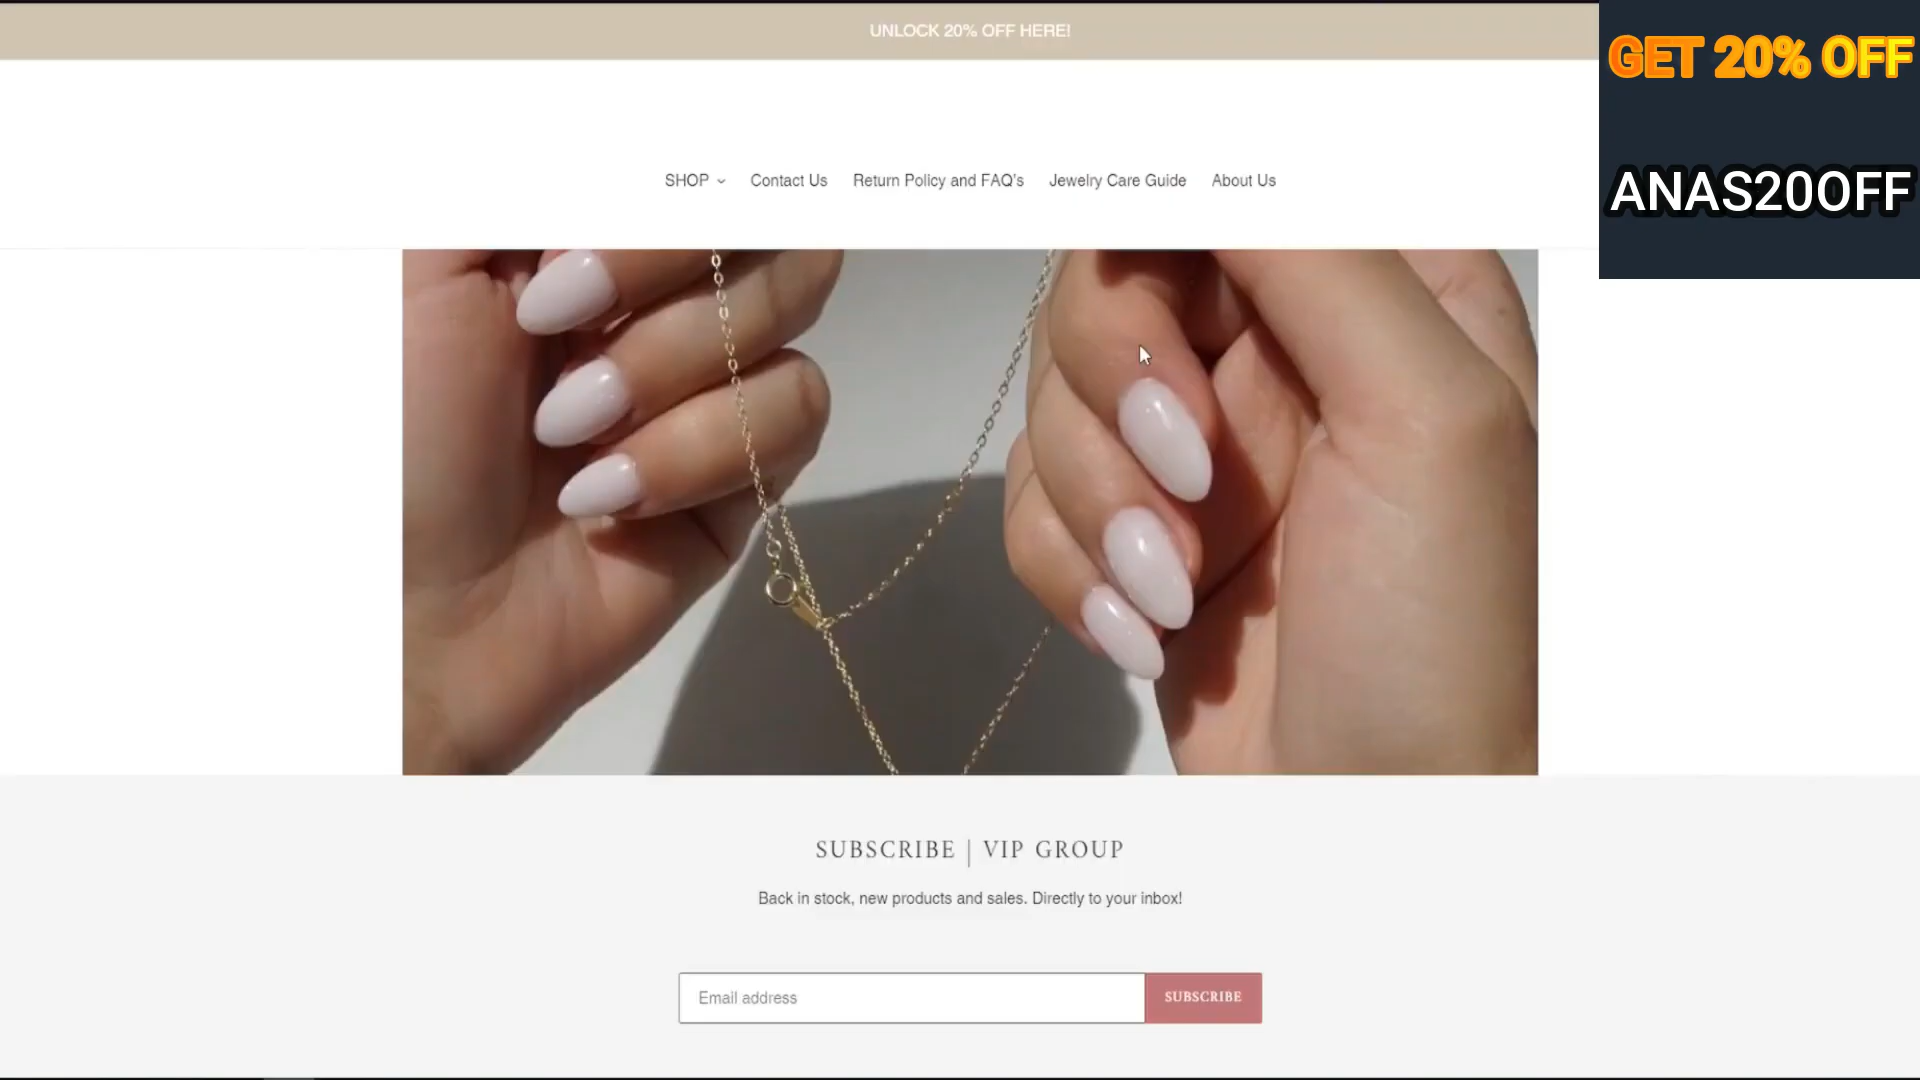 UNLOCK 20% OFF HERE!
GET 20% OFF
ANAS20OFF
SHOP
Contact Us
Return Policy and FAQ's
Jewelry Care Guide
About Us
SUBSCRIBE | VIP GROUP
Back in stock, new products and sales. Directly to your inbox!
Email address
SUBSCRIBE